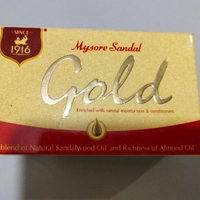 SINCE
1916
Mysore Sandal
Gold
Enriched with natural moisturisers & conditioners
blend of Natural Sandalwood Oil and Richness of Almond Oil